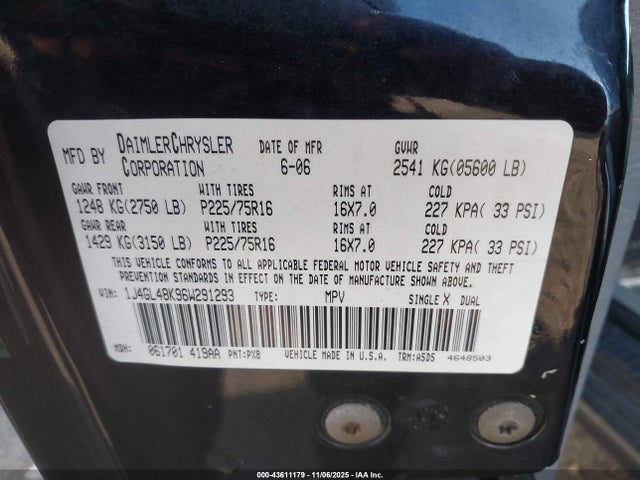 MFD BY DAIMLERCHRYSLER CORPORATION DATE OF MFR 6-06 GVWR 2541 KG(05600 LB)
GAWR FRONT WITH TIRES RIMS AT COLD
1248 KG(2750 LB) P225/75R16 16X7.0 227 KPA( 33 PSI)
GAWR REAR WITH TIRES RIMS AT COLD
1429 KG(3150 LB) P225/75R16 16X7.0 227 KPA( 33 PSI)
THIS VEHICLE CONFORMS TO ALL APPLICABLE FEDERAL MOTOR VEHICLE SAFETY AND THEFT
PREVENTION STANDARDS IN EFFECT ON THE DATE OF MANUFACTURE SHOWN ABOVE.
VIN: 1J4GL48K96W291293 TYPE: MPV SINGLE X DUAL
MDH: 061701 419AA PNT:PX8 VEHICLE MADE IN U.S.A. TRM:A5D5 4648503
000-43611179 - 11/06/2025 - IAA Inc.